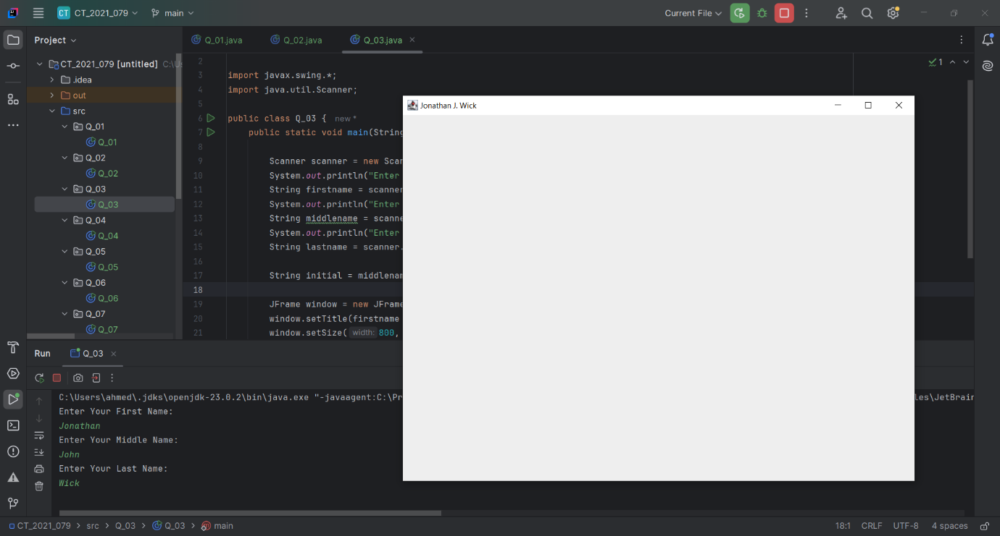 CT CT_2021_079 main Current File
Project
Q_01.java Q_02.java Q_03.java
CT_2021_079 [untitled] C:\Us
.idea
out
src
Q_01
Q_01
Q_02
Q_02
Q_03
Q_03
Q_04
Q_04
Q_05
Q_05
Q_06
Q_06
Q_07
Q_07
2
3 import javax.swing.*;
4 import java.util.Scanner;
5
6 public class Q_03 { new *
7 public static void main(String
8
9 Scanner scanner = new Scan
10 System.out.println("Enter
11 String firstname = scanner
12 System.out.println("Enter
13 String middlename = scanne
14 System.out.println("Enter
15 String lastname = scanner.
16
17 String initial = middlenam
18
19 JFrame window = new JFrame
20 window.setTitle(firstname
21 window.setSize( width: 800,
1
Jonathan J. Wick
Run Q_03
C:\Users\ahmed\.jdks\openjdk-23.0.2\bin\java.exe "-javaagent:C:\Pr les\JetBrain
Enter Your First Name:
Jonathan
Enter Your Middle Name:
John
Enter Your Last Name:
Wick
CT_2021_079 > src > Q_03 > Q_03 > main 18:1 CRLF UTF-8 4 spaces